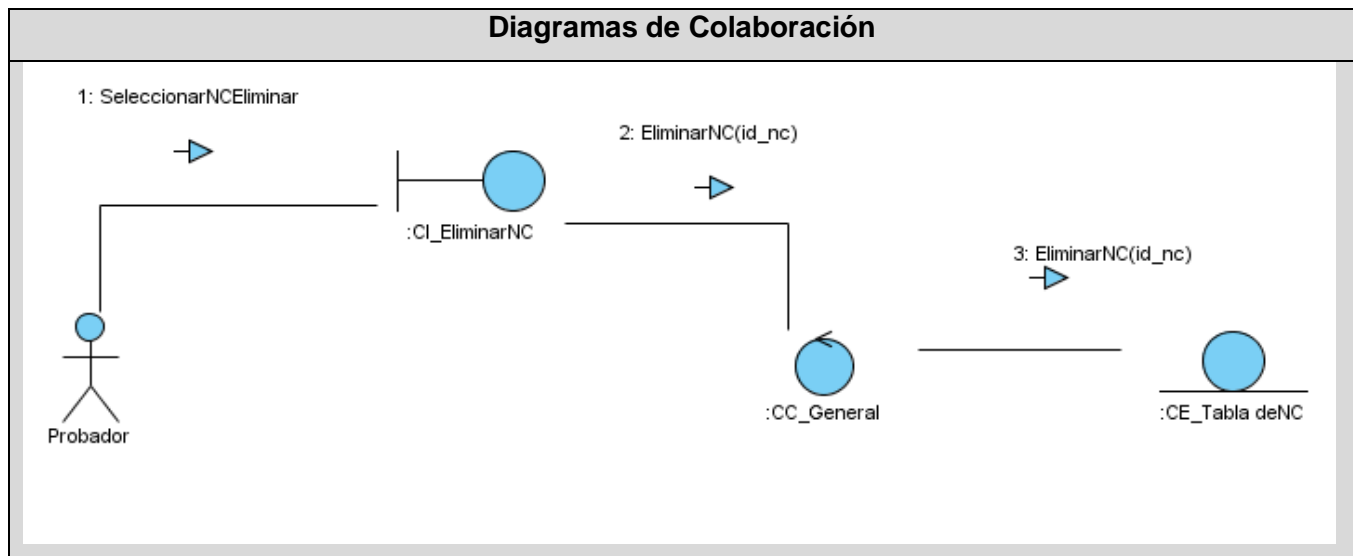 Diagramas de Colaboración
1: SeleccionarNCEliminar
2: EliminarNC(id_nc)
:CI_EliminarNC
3: EliminarNC(id_nc)
:CC_General
:CE_Tabla deNC
Probador